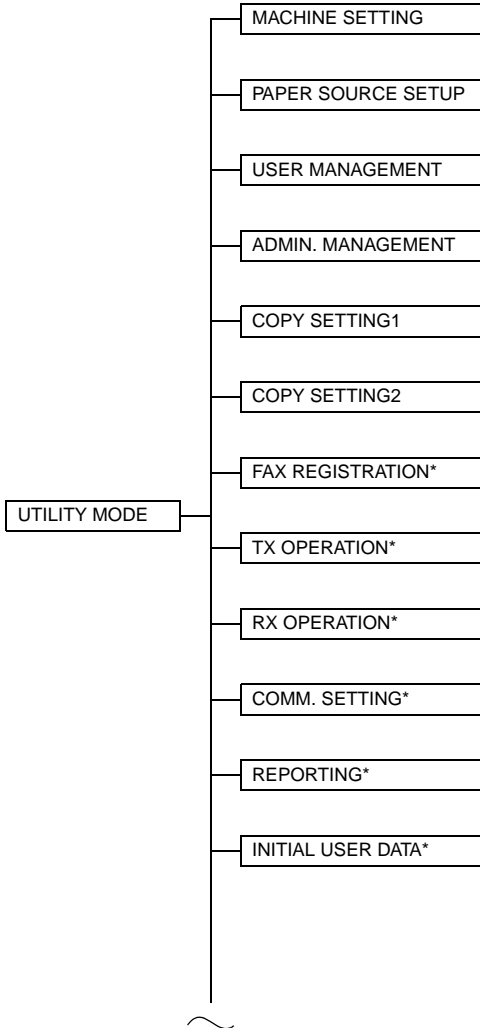 MACHINE SETTING
PAPER SOURCE SETUP
USER MANAGEMENT
ADMIN. MANAGEMENT
COPY SETTING1
COPY SETTING2
FAX REGISTRATION*
UTILITY MODE
TX OPERATION*
RX OPERATION*
COMM. SETTING*
REPORTING*
INITIAL USER DATA*